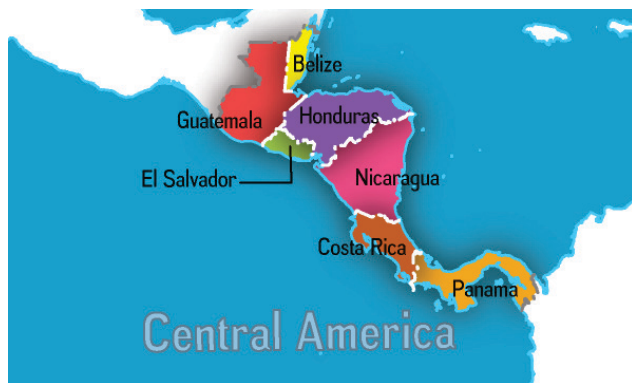 Belize
Honduras
Guatemala
El Salvador
Nicaragua
Costa Rica
Panama
Central America